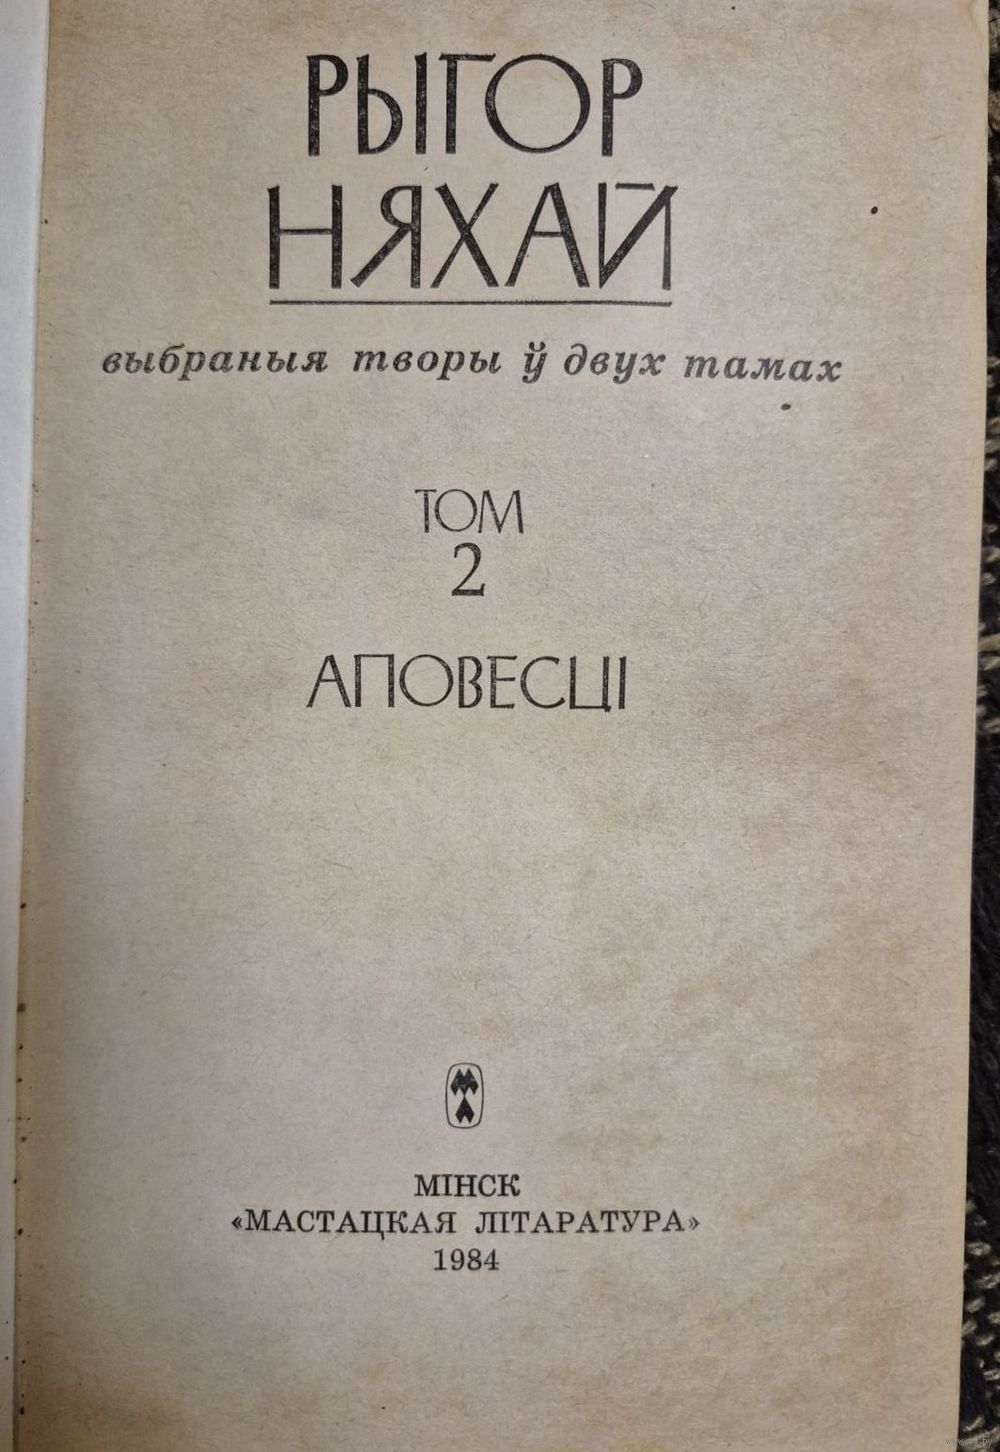 РЫГОР
НЯХАЙ
выбраныя творы ў двух тамах
ТОМ
2
АПОВЕСЦІ
МІНСК
«МАСТАЦКАЯ ЛІТАРАТУРА»
1984